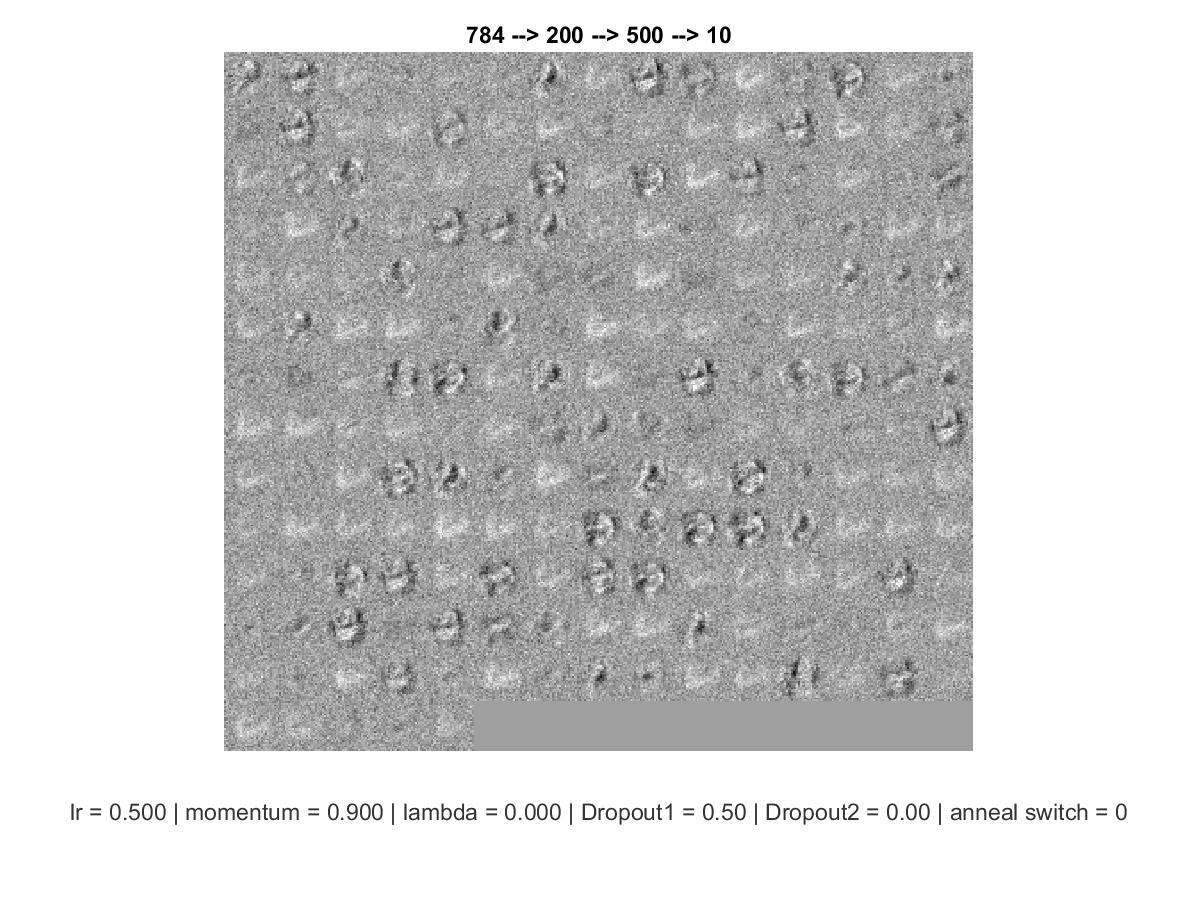 784 --> 200 --> 500 --> 10
lr = 0.500 | momentum = 0.900 | lambda = 0.000 | Dropout1 = 0.50 | Dropout2 = 0.00 | anneal switch = 0